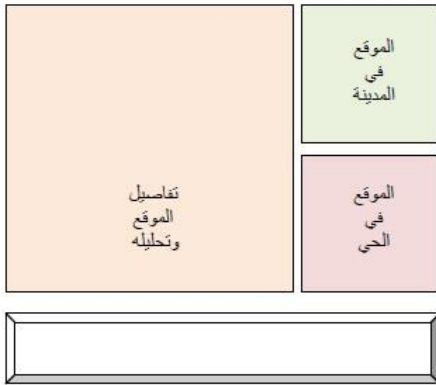 الموقع
في
المدينة
الموقع
في
الحي
تفاصيل
الموقع
وتحليله